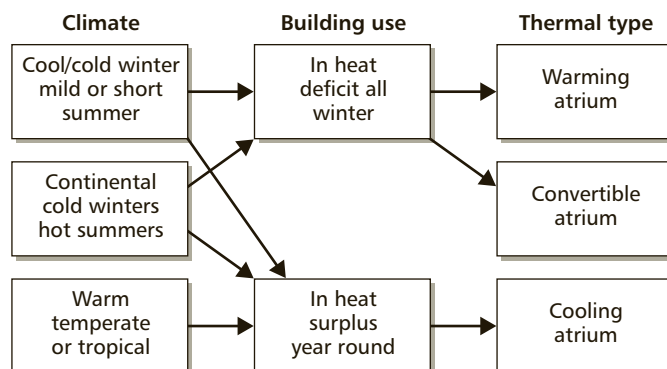 Climate
Building use
Thermal type
Cool/cold winter
mild or short
summer
In heat
deficit all
winter
Warming
atrium
Continental
cold winters
hot summers
Convertible
atrium
Warm
temperate
or tropical
In heat
surplus
year round
Cooling
atrium